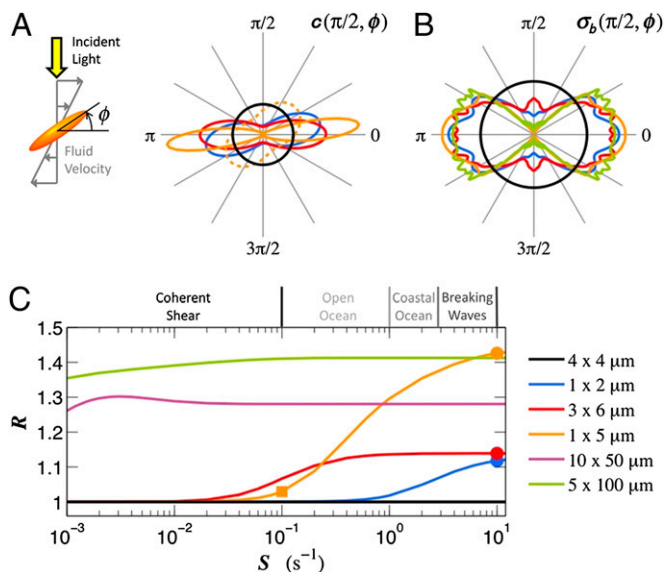 A
Incident
Light
ϕ
Fluid
Velocity
π/2
c(π/2, ϕ)
π
0
3π/2
B
π/2
σb(π/2, ϕ)
π
0
3π/2
C
Coherent
Shear
Open
Ocean
Coastal
Ocean
Breaking
Waves
1.5
1.4
1.3
1.2
1.1
1
R
10⁻³
10⁻²
10⁻¹
10⁰
10¹
S (s⁻¹)
4 x 4 μm
1 x 2 μm
3 x 6 μm
1 x 5 μm
10 x 50 μm
5 x 100 μm